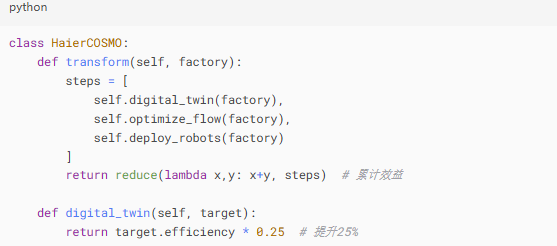 python
class HaierCOSMO:
    def transform(self, factory):
        steps = [
            self.digital_twin(factory),
            self.optimize_flow(factory),
            self.deploy_robots(factory)
        ]
        return reduce(lambda x,y: x+y, steps)  # 累计效益
    def digital_twin(self, target):
        return target.efficiency * 0.25  # 提升25%